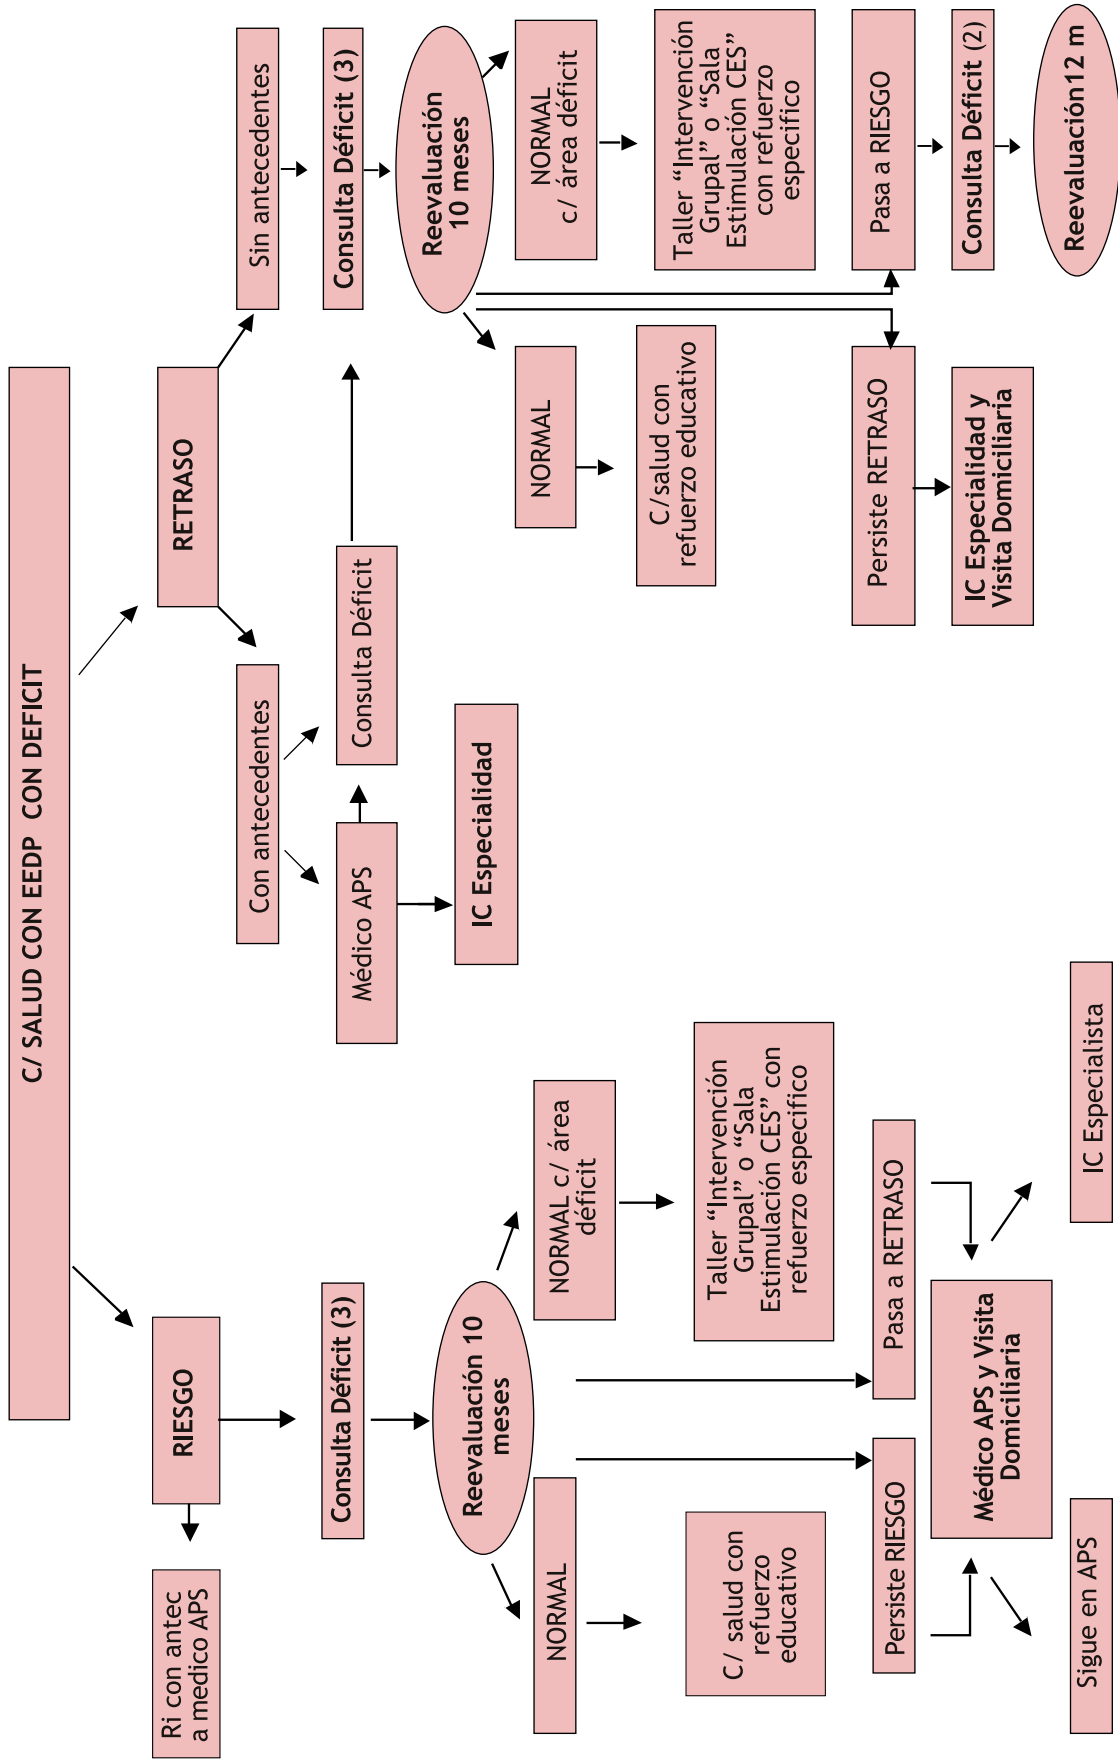 C/ SALUD CON EEDP CON DEFICIT
RIESGO
RETRASO
Ri con antec
a medico APS
Con antecedentes
Sin antecedentes
Consulta Déficit (3)
Médico APS
Consulta Déficit
Consulta Déficit (3)
IC Especialidad
Reevaluación 10
meses
Reevaluación
10 meses
NORMAL
NORMAL c/ área
déficit
NORMAL
NORMAL
c/ área déficit
C/ salud con
refuerzo
educativo
Taller “Intervención
Grupal” o “Sala
Estimulación CES” con
refuerzo especifico
C/salud con
refuerzo educativo
Taller “Intervención
Grupal” o “Sala
Estimulación CES”
con refuerzo
especifico
Persiste RIESGO
Pasa a RETRASO
Persiste RETRASO
Pasa a RIESGO
Médico APS y Visita
Domiciliaria
IC Especialidad y
Visita Domiciliaria
Consulta Déficit (2)
Sigue en APS
IC Especialista
Reevaluación12 m